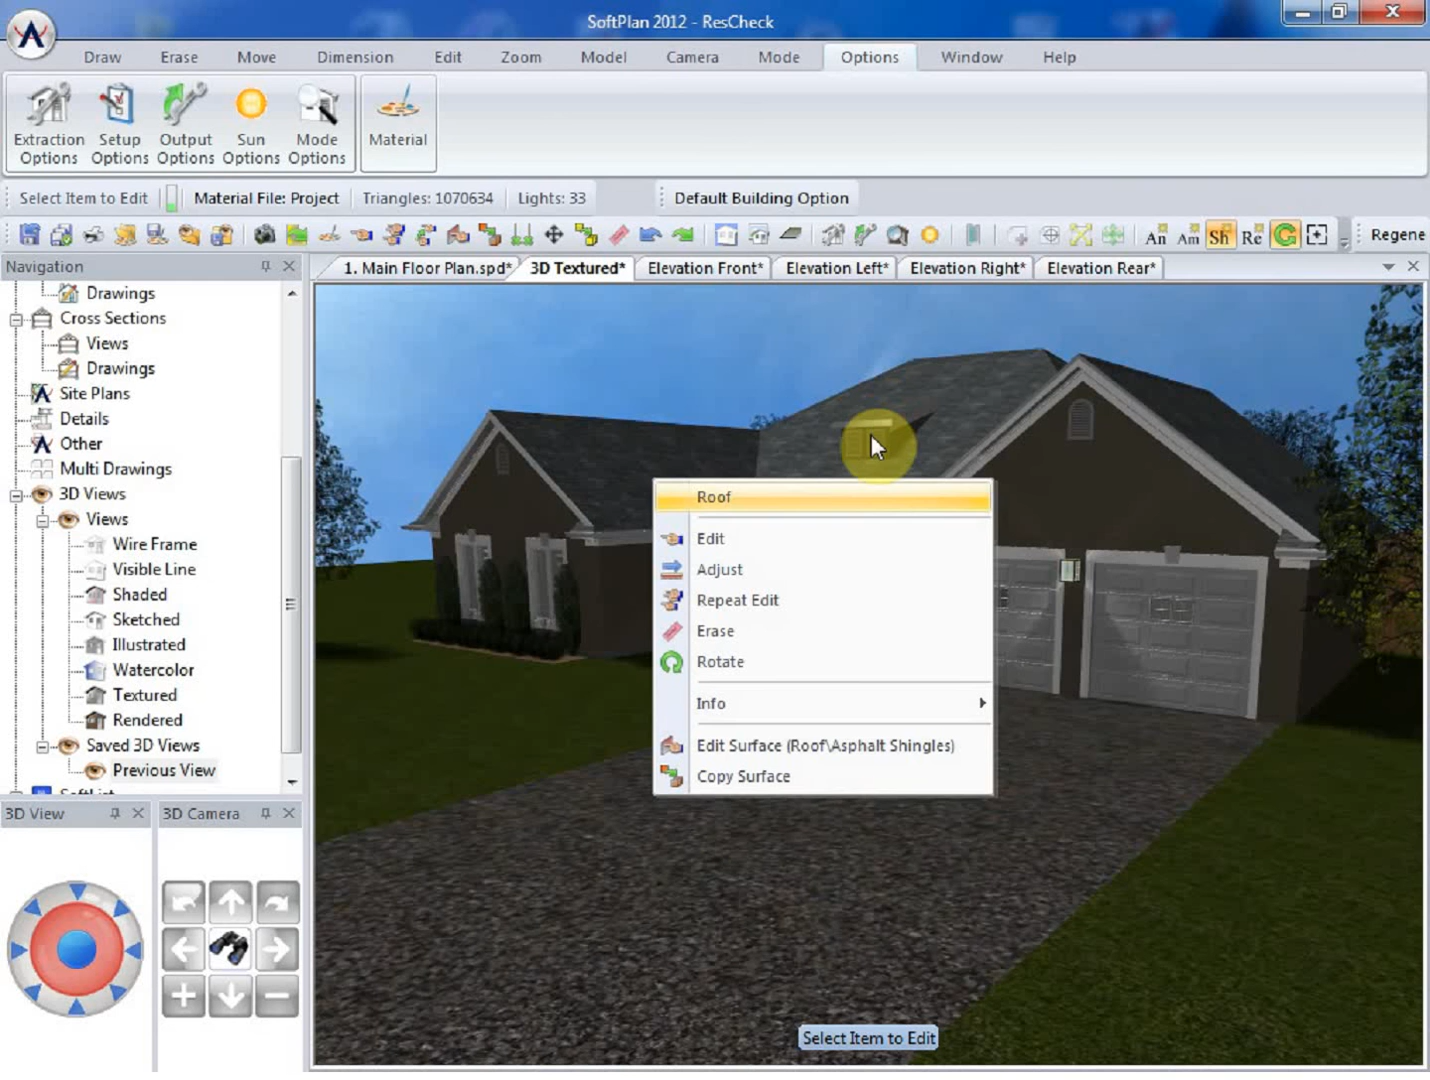 SoftPlan 2012 - ResCheck
Draw Erase Move Dimension Edit Zoom Model Camera Mode Options Window Help
Extraction Options
Setup Options
Output Options
Sun Options
Mode Options
Material
Select Item to Edit Material File: Project Triangles: 1070634 Lights: 33 Default Building Option
An Am Sh Re Regene
Navigation
1. Main Floor Plan.spd* 3D Textured* Elevation Front* Elevation Left* Elevation Right* Elevation Rear*
Drawings
Cross Sections
Views
Drawings
Site Plans
Details
Other
Multi Drawings
3D Views
Views
Wire Frame
Visible Line
Shaded
Sketched
Illustrated
Watercolor
Textured
Rendered
Saved 3D Views
Previous View
Roof
Edit
Adjust
Repeat Edit
Erase
Rotate
Info
Edit Surface (Roof\Asphalt Shingles)
Copy Surface
3D View
3D Camera
Select Item to Edit